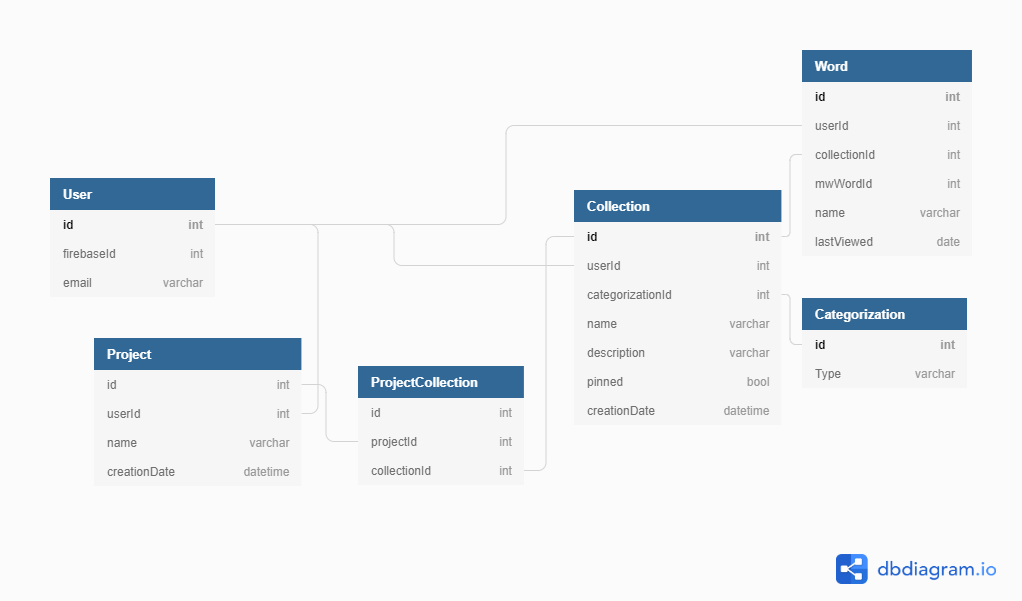 Word
id int
userId int
collectionId int
mwWordId int
name varchar
lastViewed date
User
id int
firebaseId int
email varchar
Collection
id int
userId int
categorizationId int
name varchar
description varchar
pinned bool
creationDate datetime
Categorization
id int
Type varchar
Project
id int
userId int
name varchar
creationDate datetime
ProjectCollection
id int
projectId int
collectionId int
dbdiagram.io